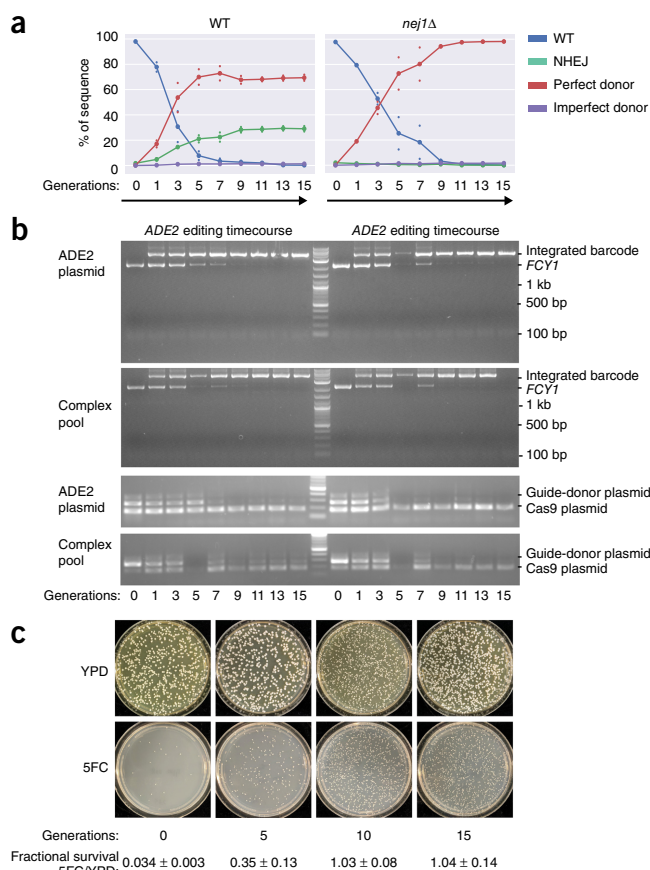 a
WT
nej1Δ
% of sequence
100
80
60
40
20
0
Generations: 0 1 3 5 7 9 11 13 15
0 1 3 5 7 9 11 13 15
WT
NHEJ
Perfect donor
Imperfect donor
b
ADE2 editing timecourse
ADE2 editing timecourse
ADE2
plasmid
Integrated barcode
FCY1
1 kb
500 bp
100 bp
Complex
pool
Integrated barcode
FCY1
1 kb
500 bp
100 bp
ADE2
plasmid
Guide-donor plasmid
Cas9 plasmid
Complex
pool
Guide-donor plasmid
Cas9 plasmid
Generations: 0 1 3 5 7 9 11 13 15
0 1 3 5 7 9 11 13 15
c
YPD
5FC
Generations: 0 5 10 15
Fractional survival 0.034 ± 0.003 0.35 ± 0.13 1.03 ± 0.08 1.04 ± 0.14
5FC/YPD: